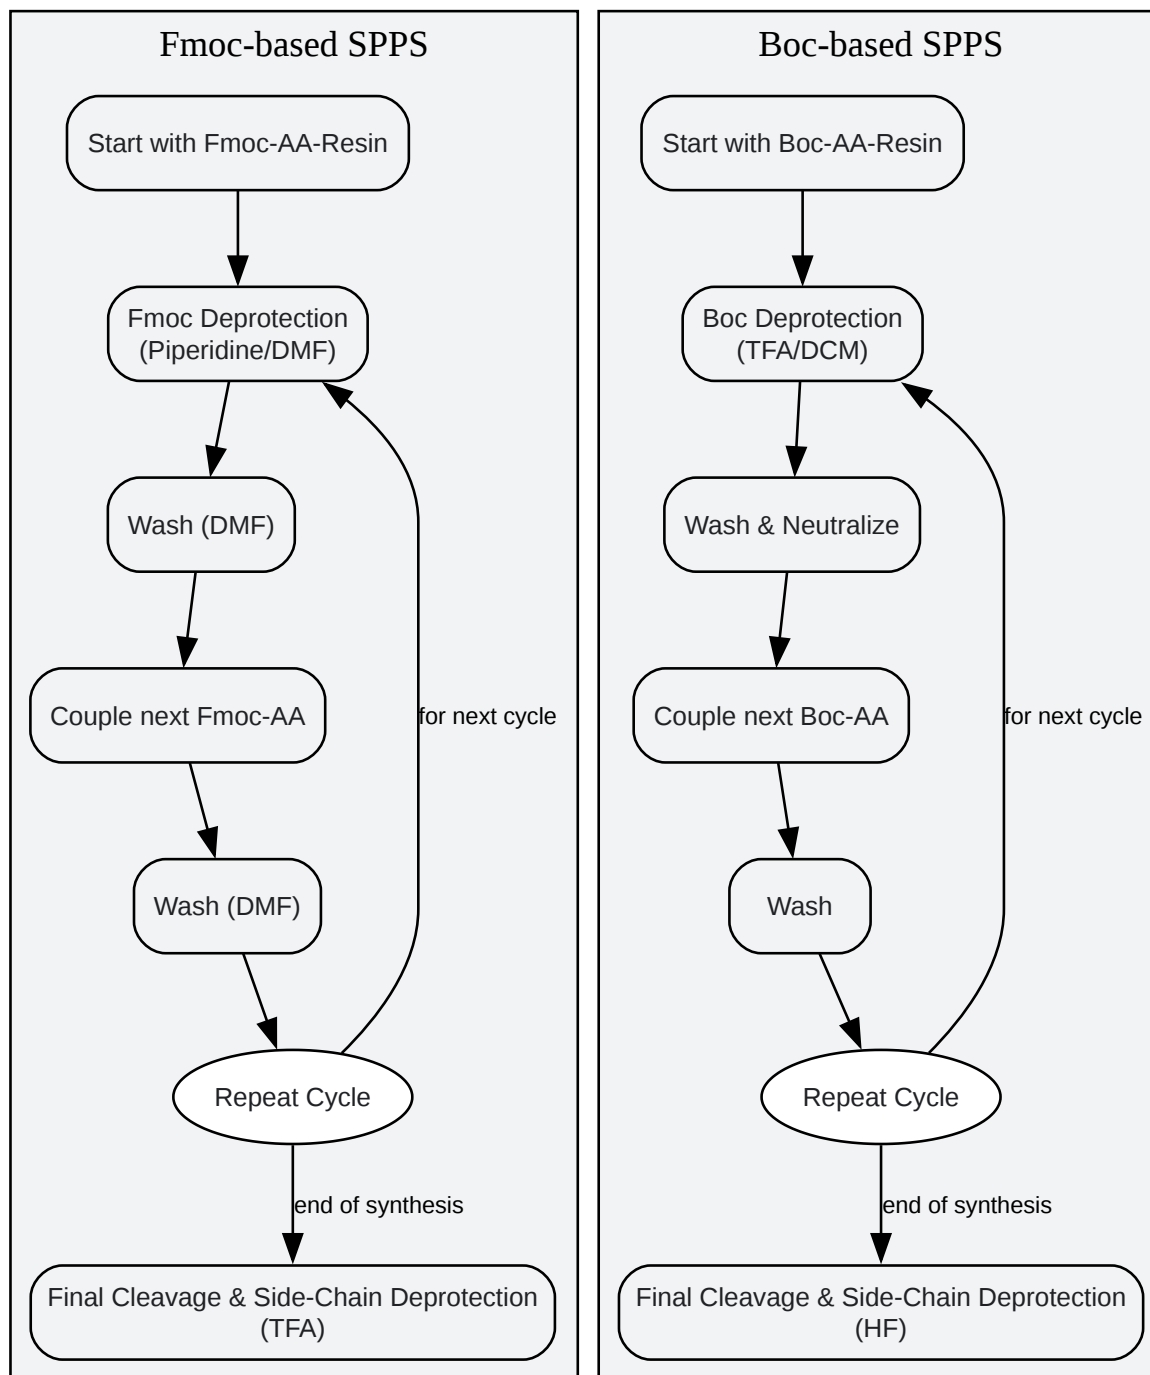 Fmoc-based SPPS
Start with Fmoc-AA-Resin
Fmoc Deprotection
(Piperidine/DMF)
Wash (DMF)
Couple next Fmoc-AA
for next cycle
Wash (DMF)
Repeat Cycle
end of synthesis
Final Cleavage & Side-Chain Deprotection
(TFA)
Boc-based SPPS
Start with Boc-AA-Resin
Boc Deprotection
(TFA/DCM)
Wash & Neutralize
Couple next Boc-AA
for next cycle
Wash
Repeat Cycle
end of synthesis
Final Cleavage & Side-Chain Deprotection
(HF)